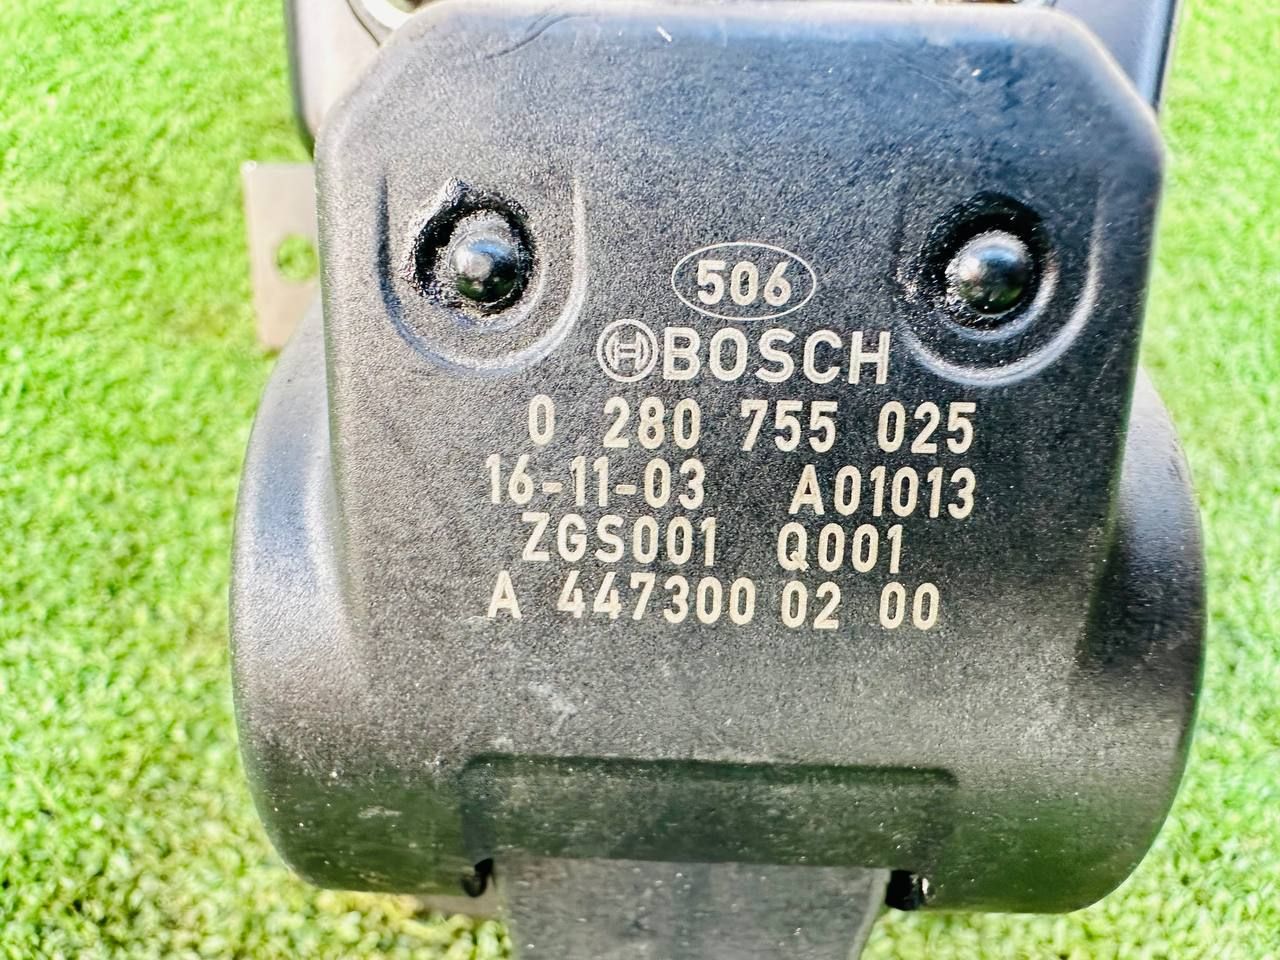 506
BOSCH
0 280 755 025
16-11-03 A01013
ZGS001 Q001
A 447300 02 00